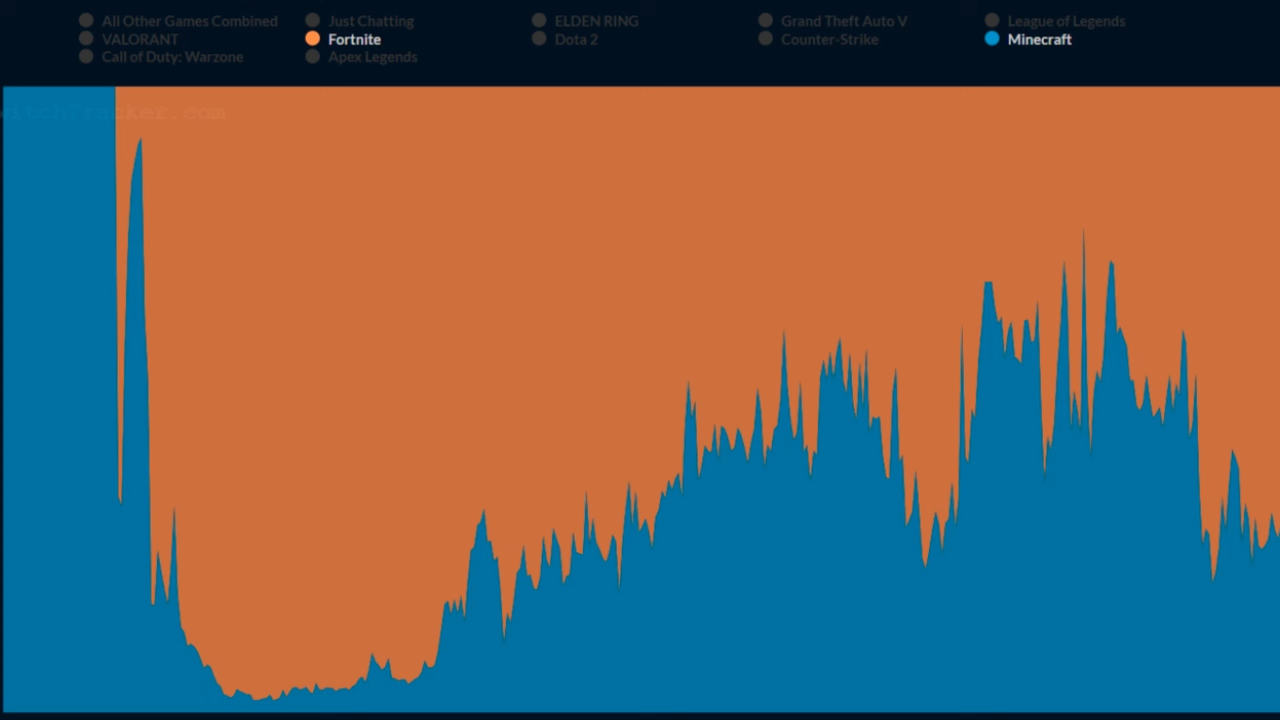 All Other Games Combined
Just Chatting
ELDEN RING
Grand Theft Auto V
League of Legends
VALORANT
Fortnite
Dota 2
Counter-Strike
Minecraft
Call of Duty: Warzone
Apex Legends